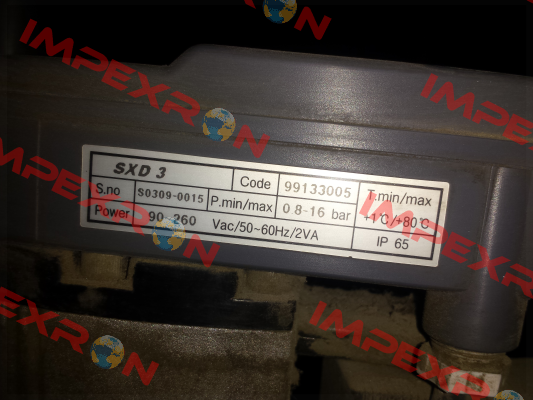 IMPEXRON
SXD 3 Code 99133005 T.min/max
S.no S0309-0015 P.min/max 0.8~16 bar +1°C/+80°C
Power 90 260 Vac/50~60Hz/2VA IP 65
IMPEXRON
IMPEXRON
IMPEXRON
IMPEXRON
IMPEXRON